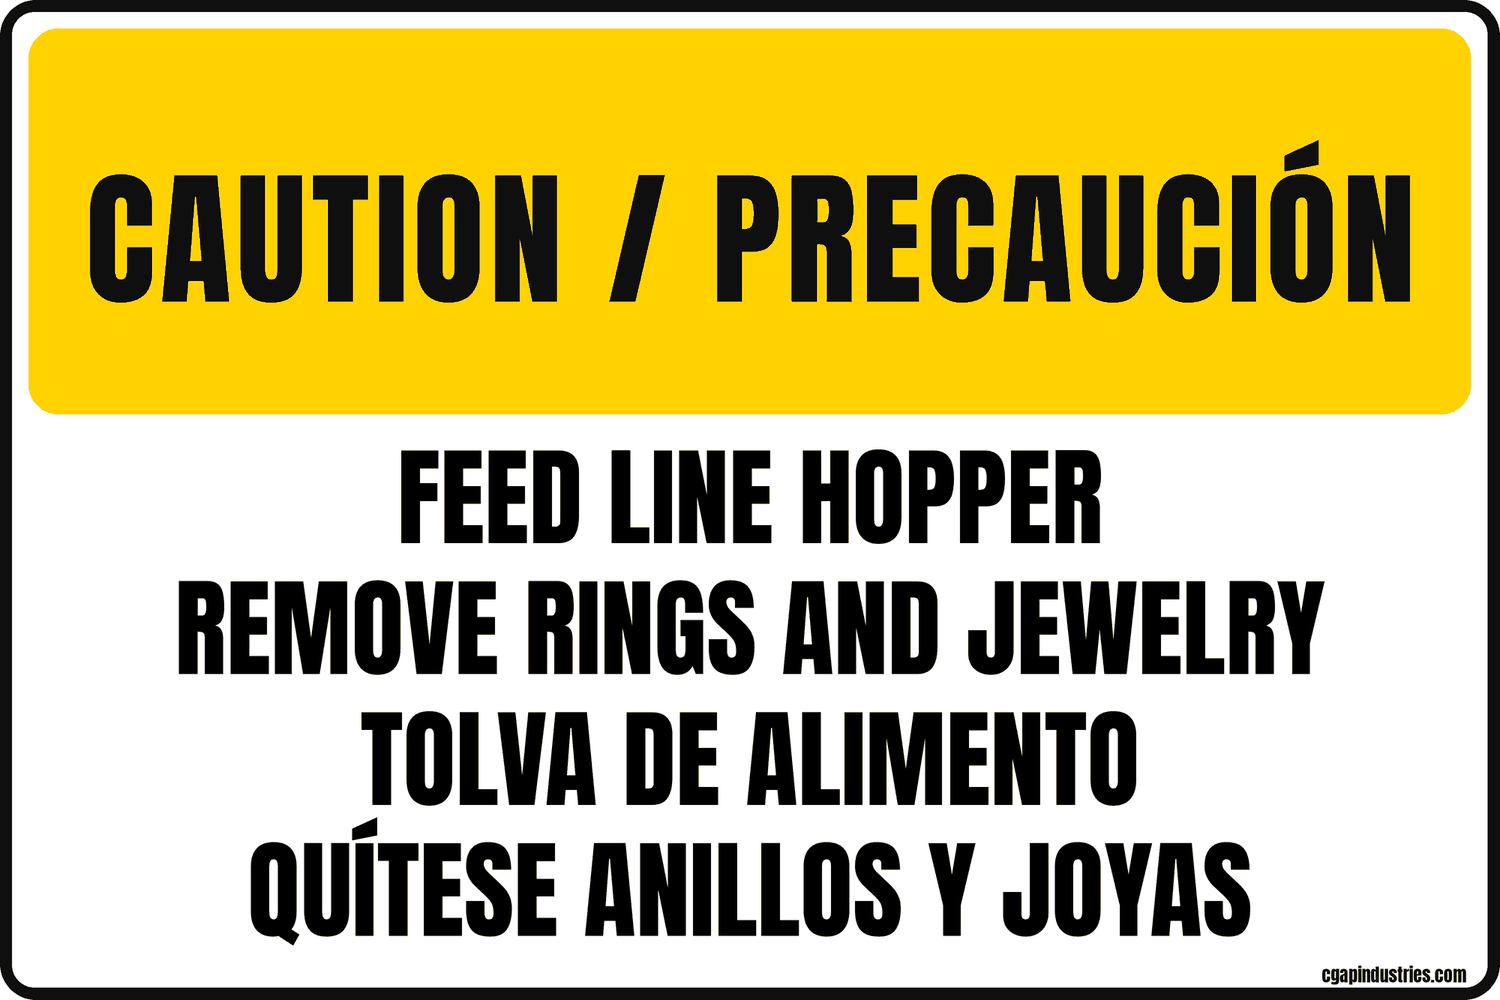 CAUTION / PRECAUCIÓN
FEED LINE HOPPER
REMOVE RINGS AND JEWELRY
TOLVA DE ALIMENTO
QUÍTESE ANILLOS Y JOYAS
cgapindustries.com